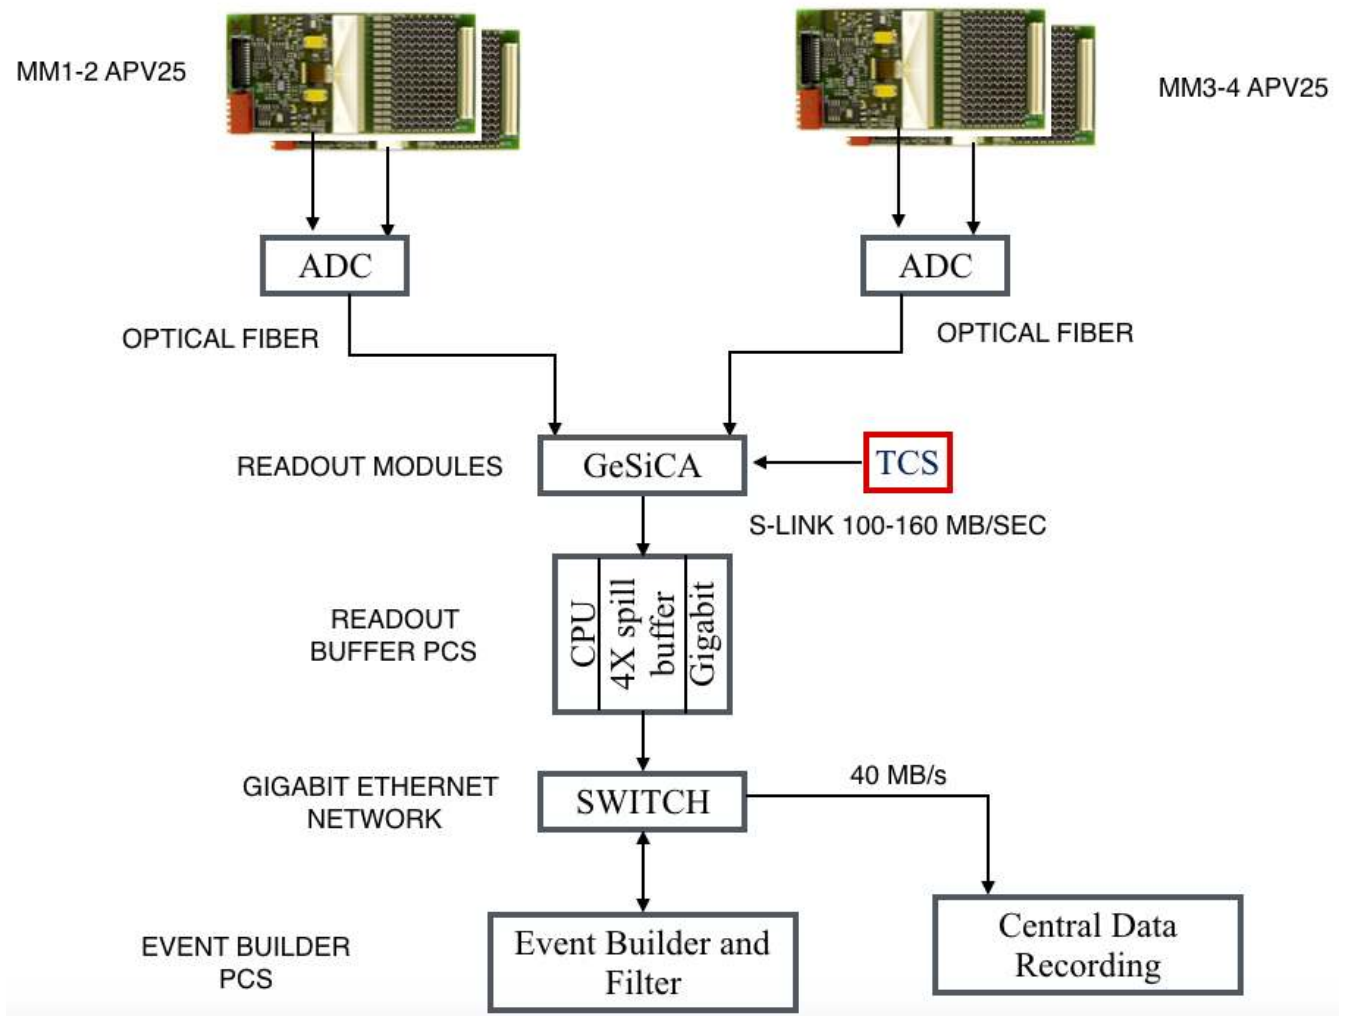 MM1-2 APV25
MM3-4 APV25
ADC
ADC
OPTICAL FIBER
OPTICAL FIBER
READOUT MODULES
GeSiCA
TCS
S-LINK 100-160 MB/SEC
READOUT
BUFFER PCS
CPU
4X spill
buffer
Gigabit
GIGABIT ETHERNET
NETWORK
SWITCH
40 MB/s
EVENT BUILDER
PCS
Event Builder and
Filter
Central Data
Recording